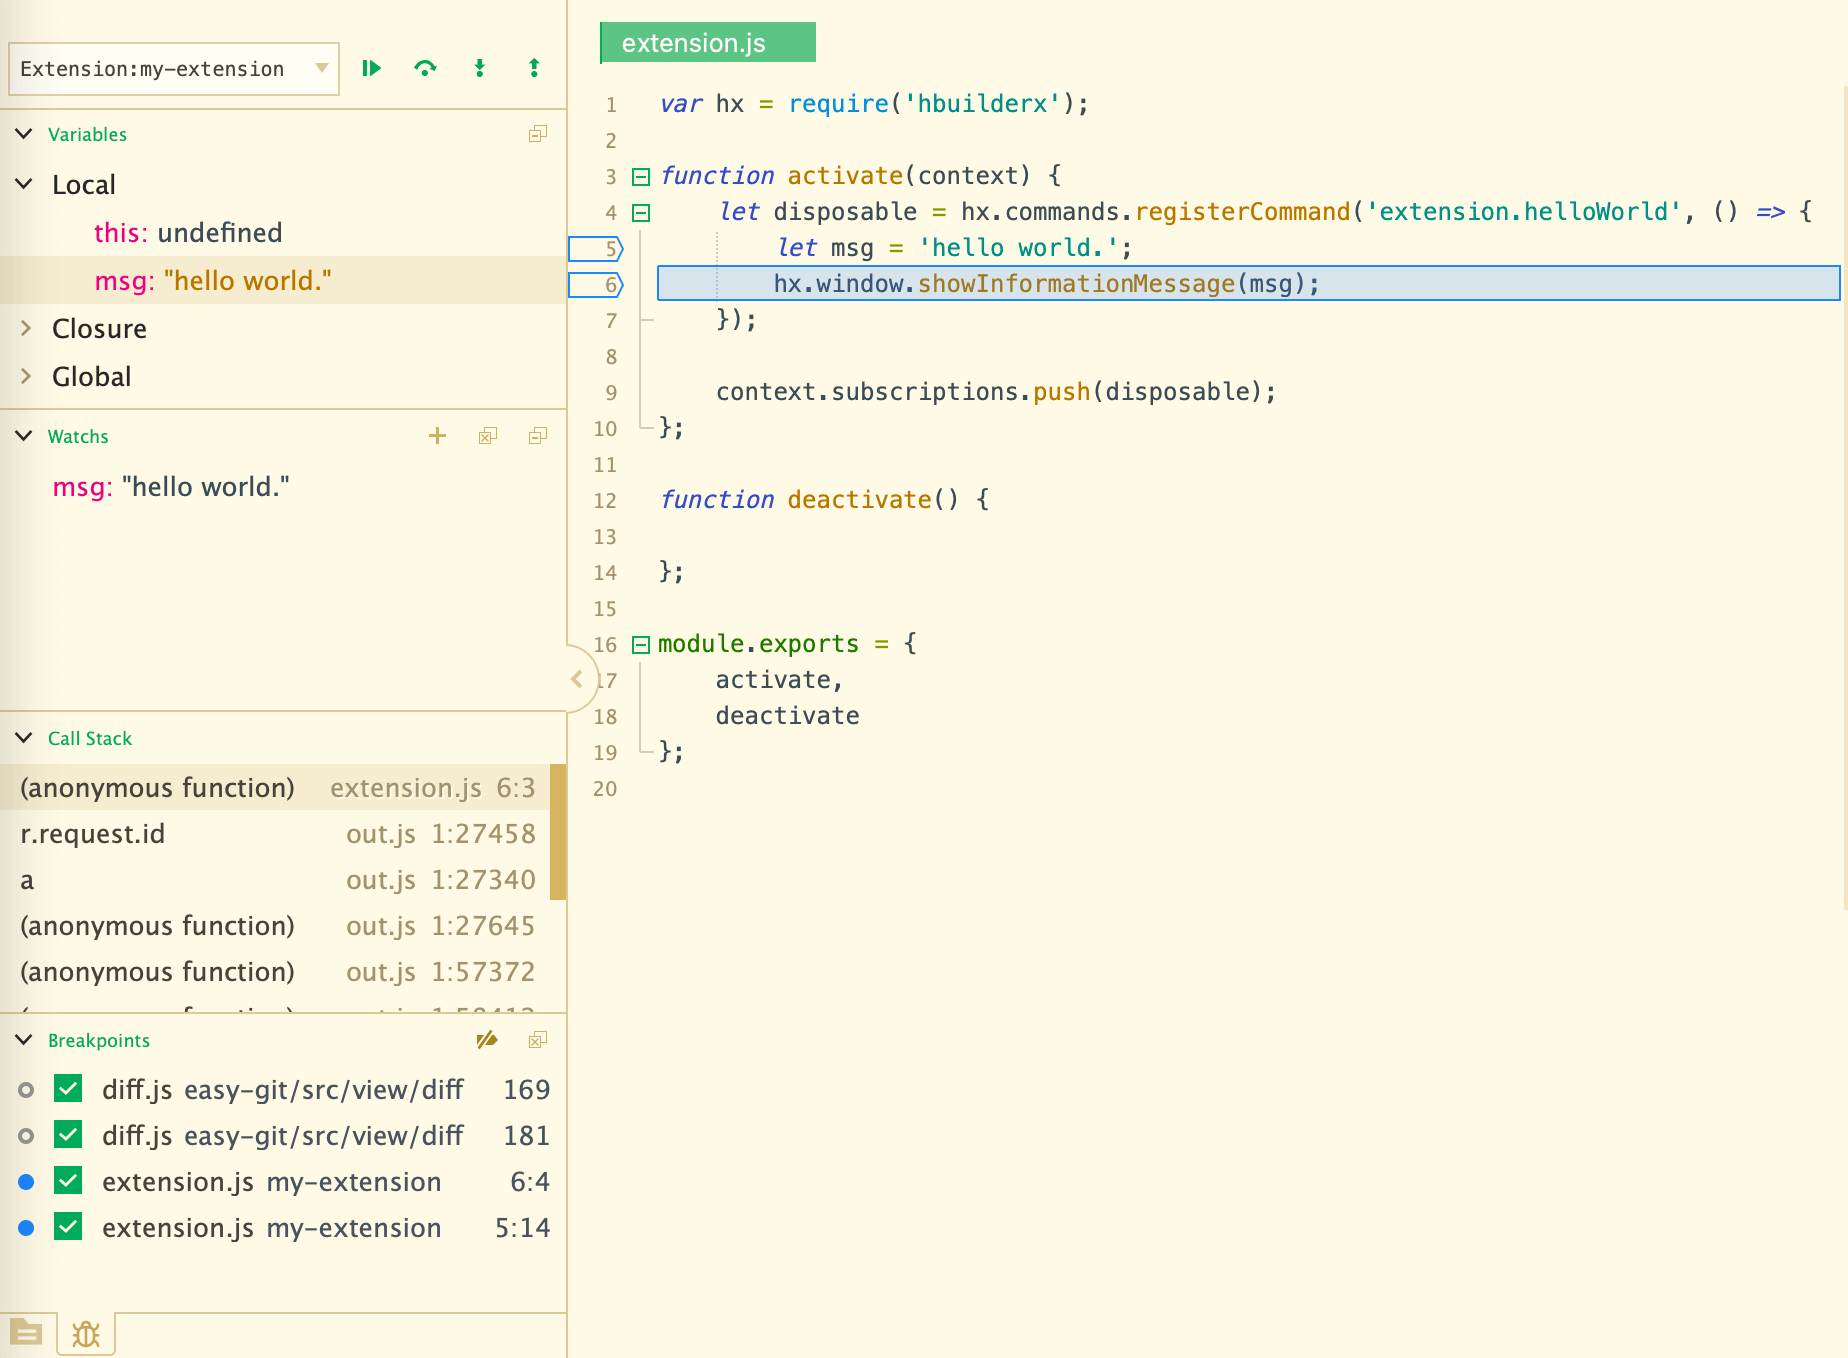 Extension:my-extension
Variables
Local
this: undefined
msg: "hello world."
Closure
Global
Watchs
msg: "hello world."
Call Stack
(anonymous function) extension.js 6:3
r.request.id out.js 1:27458
a out.js 1:27340
(anonymous function) out.js 1:27645
(anonymous function) out.js 1:57372
Breakpoints
diff.js easy-git/src/view/diff 169
diff.js easy-git/src/view/diff 181
extension.js my-extension 6:4
extension.js my-extension 5:14
extension.js
1 var hx = require('hbuilderx');
2
3 function activate(context) {
4 let disposable = hx.commands.registerCommand('extension.helloWorld', () => {
5 let msg = 'hello world.';
6 hx.window.showInformationMessage(msg);
7 });
8
9 context.subscriptions.push(disposable);
10 };
11
12 function deactivate() {
13
14 };
15
16 module.exports = {
17 activate,
18 deactivate
19 };
20